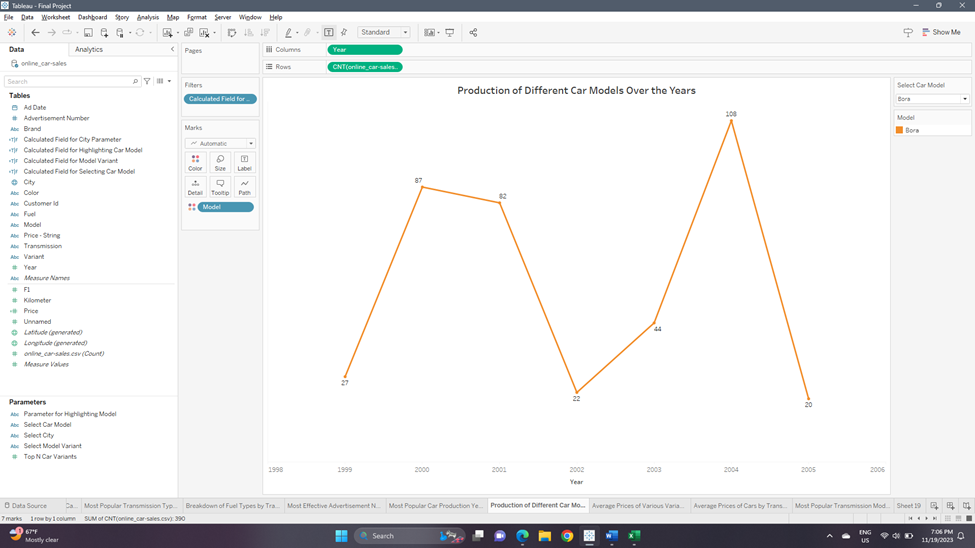 Tableau - Final Project
File Data Worksheet Dashboard Story Analysis Map Format Server Window Help
Standard
Show Me
Data Analytics
online_car-sales
Search
Tables
Ad Date
Advertisement Number
Brand
Calculated Field for City Parameter
Calculated Field for Highlighting Car Model
Calculated Field for Model Variant
Calculated Field for Selecting Car Model
City
Color
Customer Id
Fuel
Model
Price - String
Transmission
Variant
Year
Measure Names
F1
Kilometer
Price
Unnamed
Latitude (generated)
Longitude (generated)
online_car-sales.csv (Count)
Measure Values
Parameters
Parameter for Highlighting Model
Select Car Model
Select City
Select Model Variant
Top N Car Variants
Pages
Filters
Calculated Field for ..
Marks
Automatic
Color Size Label
Detail Tooltip Path
Model
Columns Year
Rows CNT(online_car-sales..
Production of Different Car Models Over the Years
108
87
82
44
27
22
20
1998 1999 2000 2001 2002 2003 2004 2005 2006
Year
Select Car Model
Bora
Model
Bora
Data Source Ca... Most Popular Transmission Typ... Breakdown of Fuel Types by Tra... Most Effective Advertisement N... Most Popular Car Production Ye... Production of Different Car Mo... Average Prices of Various Varia... Average Prices of Cars by Trans... Most Popular Transmission Mod... Sheet 19
7 marks 1 row by 1 column SUM of CNT(online_car-sales.csv): 390
67°F
Mostly clear
Search
ENG
US
7:06 PM
11/19/2023